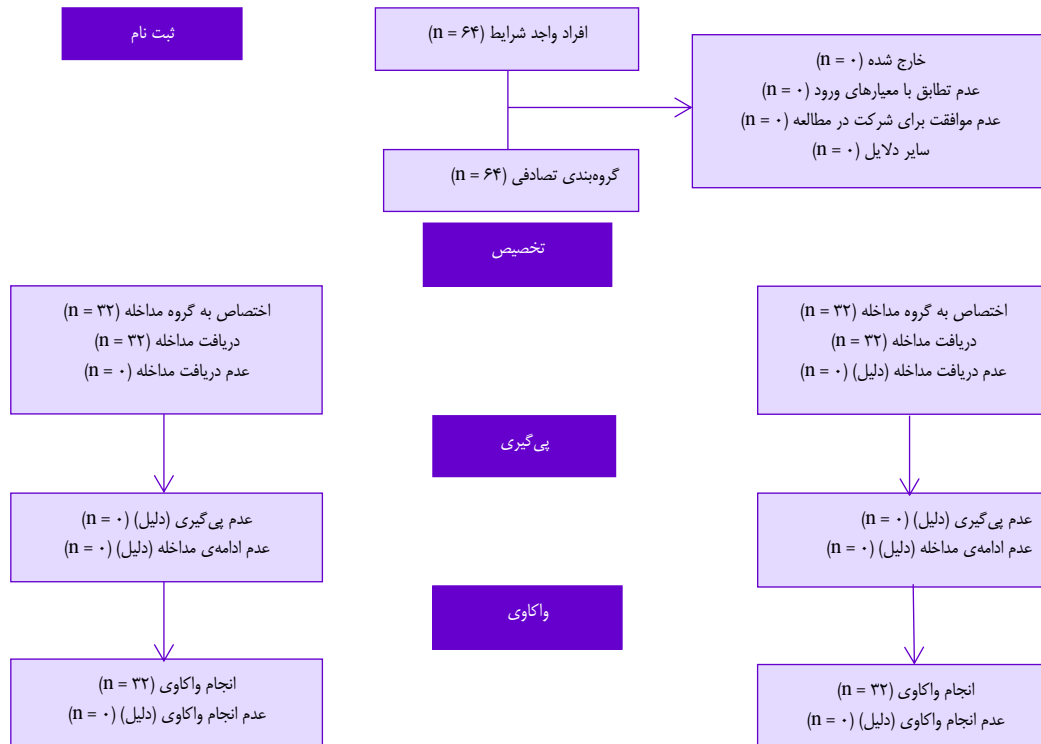 ثبت نام
افراد واجد شرایط (n = ۶۴)
خارج شده (n = ۰)
عدم تطابق با معیارهای ورود (n = ۰)
عدم موافقت برای شرکت در مطالعه (n = ۰)
سایر دلایل (n = ۰)
گروه‌بندی تصادفی (n = ۶۴)
تخصیص
اختصاص به گروه مداخله (n = ۳۲)
دریافت مداخله (n = ۳۲)
عدم دریافت مداخله (دلیل) (n = ۰)
اختصاص به گروه مداخله (n = ۳۲)
دریافت مداخله (n = ۳۲)
عدم دریافت مداخله (n = ۰)
پی‌گیری
عدم پی‌گیری (دلیل) (n = ۰)
عدم ادامه‌ی مداخله (دلیل) (n = ۰)
عدم پی‌گیری (دلیل) (n = ۰)
عدم ادامه‌ی مداخله (دلیل) (n = ۰)
واکاوی
انجام واکاوی (n = ۳۲)
عدم انجام واکاوی (دلیل) (n = ۰)
انجام واکاوی (n = ۳۲)
عدم انجام واکاوی (دلیل) (n = ۰)